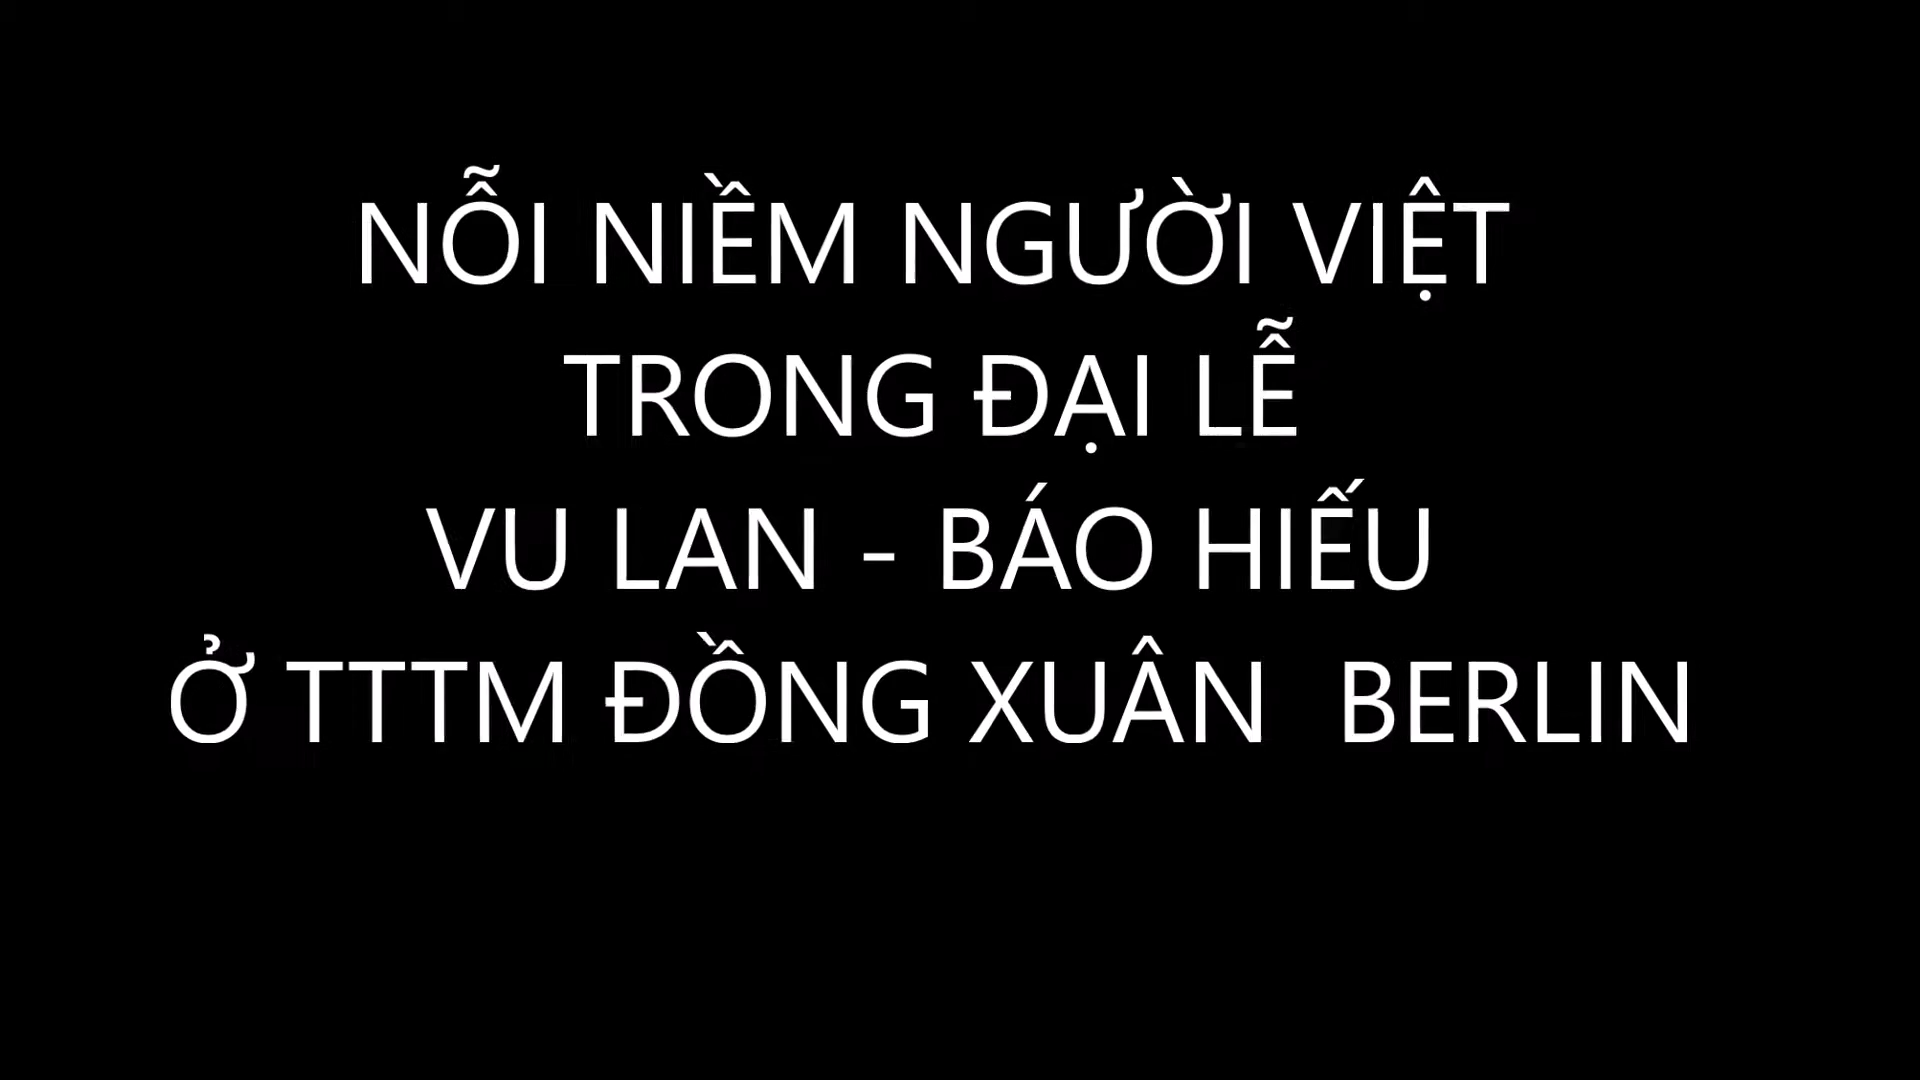 NỖI NIỀM NGƯỜI VIỆT
TRONG ĐẠI LỄ
VU LAN - BÁO HIẾU
Ở TTTM ĐỒNG XUÂN  BERLIN